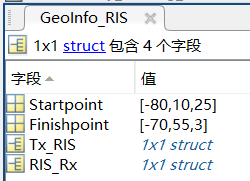 GeoInfo_RIS
1x1 struct 包含 4 个字段
字段 值
Startpoint [-80,10,25]
Finishpoint [-70,55,3]
Tx_RIS 1x1 struct
RIS_Rx 1x1 struct